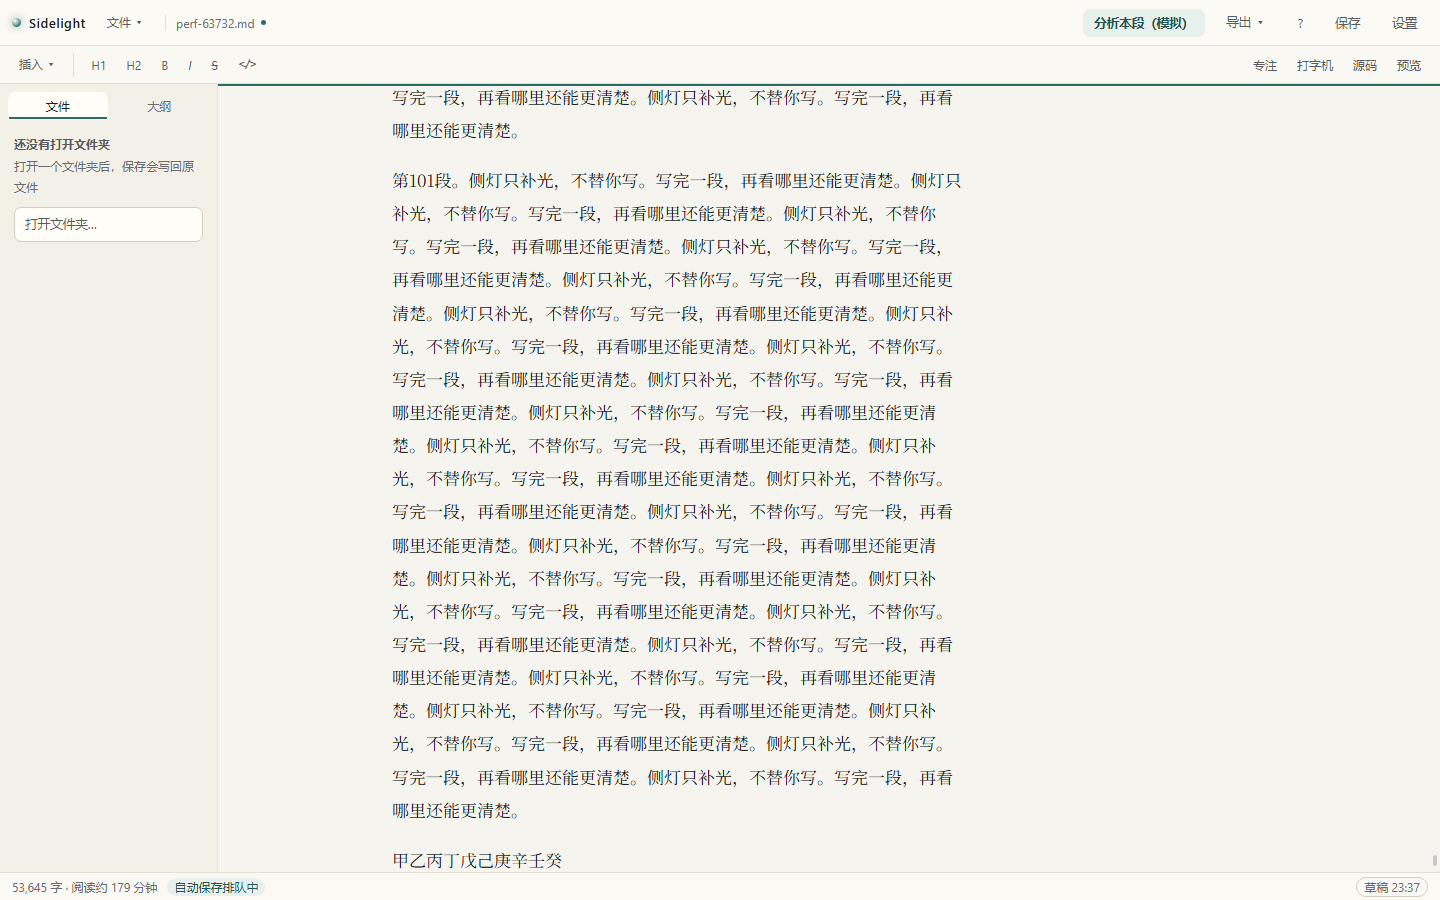 Sidelight 文件 ▾ perf-63732.md ● 分析本段（模拟） 导出 ▾ ? 保存 设置
插入 ▾ H1 H2 B I S </> 专注 打字机 源码 预览
文件 大纲
还没有打开文件夹
打开一个文件夹后，保存会写回原
文件
打开文件夹...
写完一段，再看哪里还能更清楚。侧灯只补光，不替你写。写完一段，再看
哪里还能更清楚。
第101段。侧灯只补光，不替你写。写完一段，再看哪里还能更清楚。侧灯只
补光，不替你写。写完一段，再看哪里还能更清楚。侧灯只补光，不替你
写。写完一段，再看哪里还能更清楚。侧灯只补光，不替你写。写完一段，
再看哪里还能更清楚。侧灯只补光，不替你写。写完一段，再看哪里还能更
清楚。侧灯只补光，不替你写。写完一段，再看哪里还能更清楚。侧灯只补
光，不替你写。写完一段，再看哪里还能更清楚。侧灯只补光，不替你写。
写完一段，再看哪里还能更清楚。侧灯只补光，不替你写。写完一段，再看
哪里还能更清楚。侧灯只补光，不替你写。写完一段，再看哪里还能更清
楚。侧灯只补光，不替你写。写完一段，再看哪里还能更清楚。侧灯只补
光，不替你写。写完一段，再看哪里还能更清楚。侧灯只补光，不替你写。
写完一段，再看哪里还能更清楚。侧灯只补光，不替你写。写完一段，再看
哪里还能更清楚。侧灯只补光，不替你写。写完一段，再看哪里还能更清
楚。侧灯只补光，不替你写。写完一段，再看哪里还能更清楚。侧灯只补
光，不替你写。写完一段，再看哪里还能更清楚。侧灯只补光，不替你写。
写完一段，再看哪里还能更清楚。侧灯只补光，不替你写。写完一段，再看
哪里还能更清楚。侧灯只补光，不替你写。写完一段，再看哪里还能更清
楚。侧灯只补光，不替你写。写完一段，再看哪里还能更清楚。侧灯只补
光，不替你写。写完一段，再看哪里还能更清楚。侧灯只补光，不替你写。
写完一段，再看哪里还能更清楚。侧灯只补光，不替你写。写完一段，再看
哪里还能更清楚。
甲乙丙丁戊己庚辛壬癸
53,645 字 · 阅读约 179 分钟 自动保存排队中 草稿 23:37